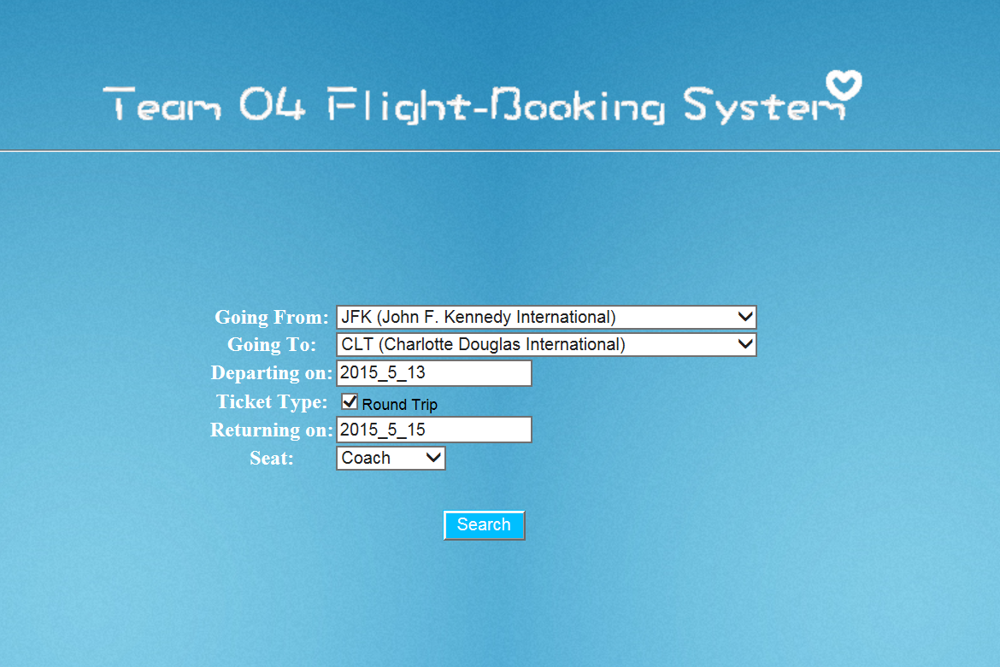 Team 04 Flight-Booking System
Going From: JFK (John F. Kennedy International)
Going To: CLT (Charlotte Douglas International)
Departing on: 2015_5_13
Ticket Type: Round Trip
Returning on: 2015_5_15
Seat: Coach
Search